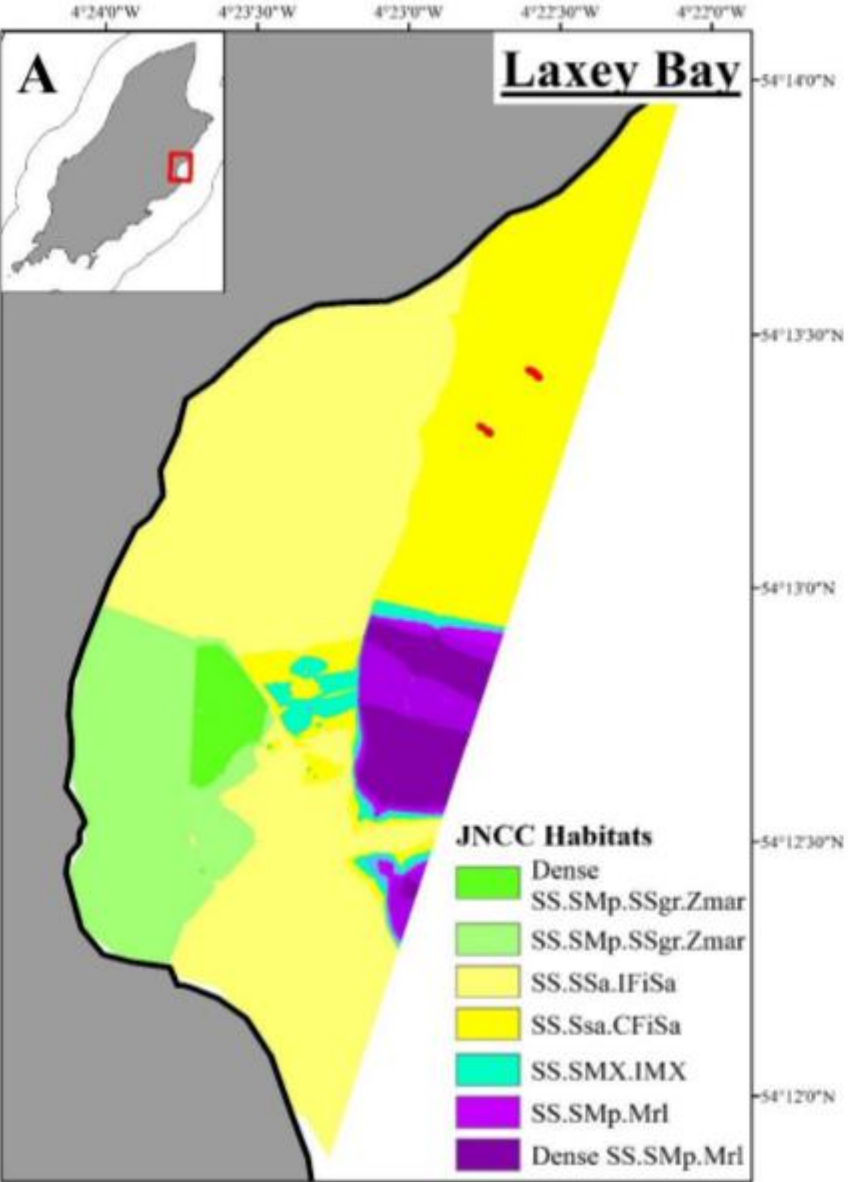 4°24'0"W
4°23'30"W
4°23'0"W
4°22'30"W
4°22'0"W
A
Laxey Bay
54°14'0"N
54°13'30"N
54°13'0"N
54°12'30"N
54°12'0"N
JNCC Habitats
Dense
SS.SMp.SSgr.Zmar
SS.SMp.SSgr.Zmar
SS.SSa.IFiSa
SS.Ssa.CFiSa
SS.SMX.IMX
SS.SMp.Mrl
Dense SS.SMp.Mrl